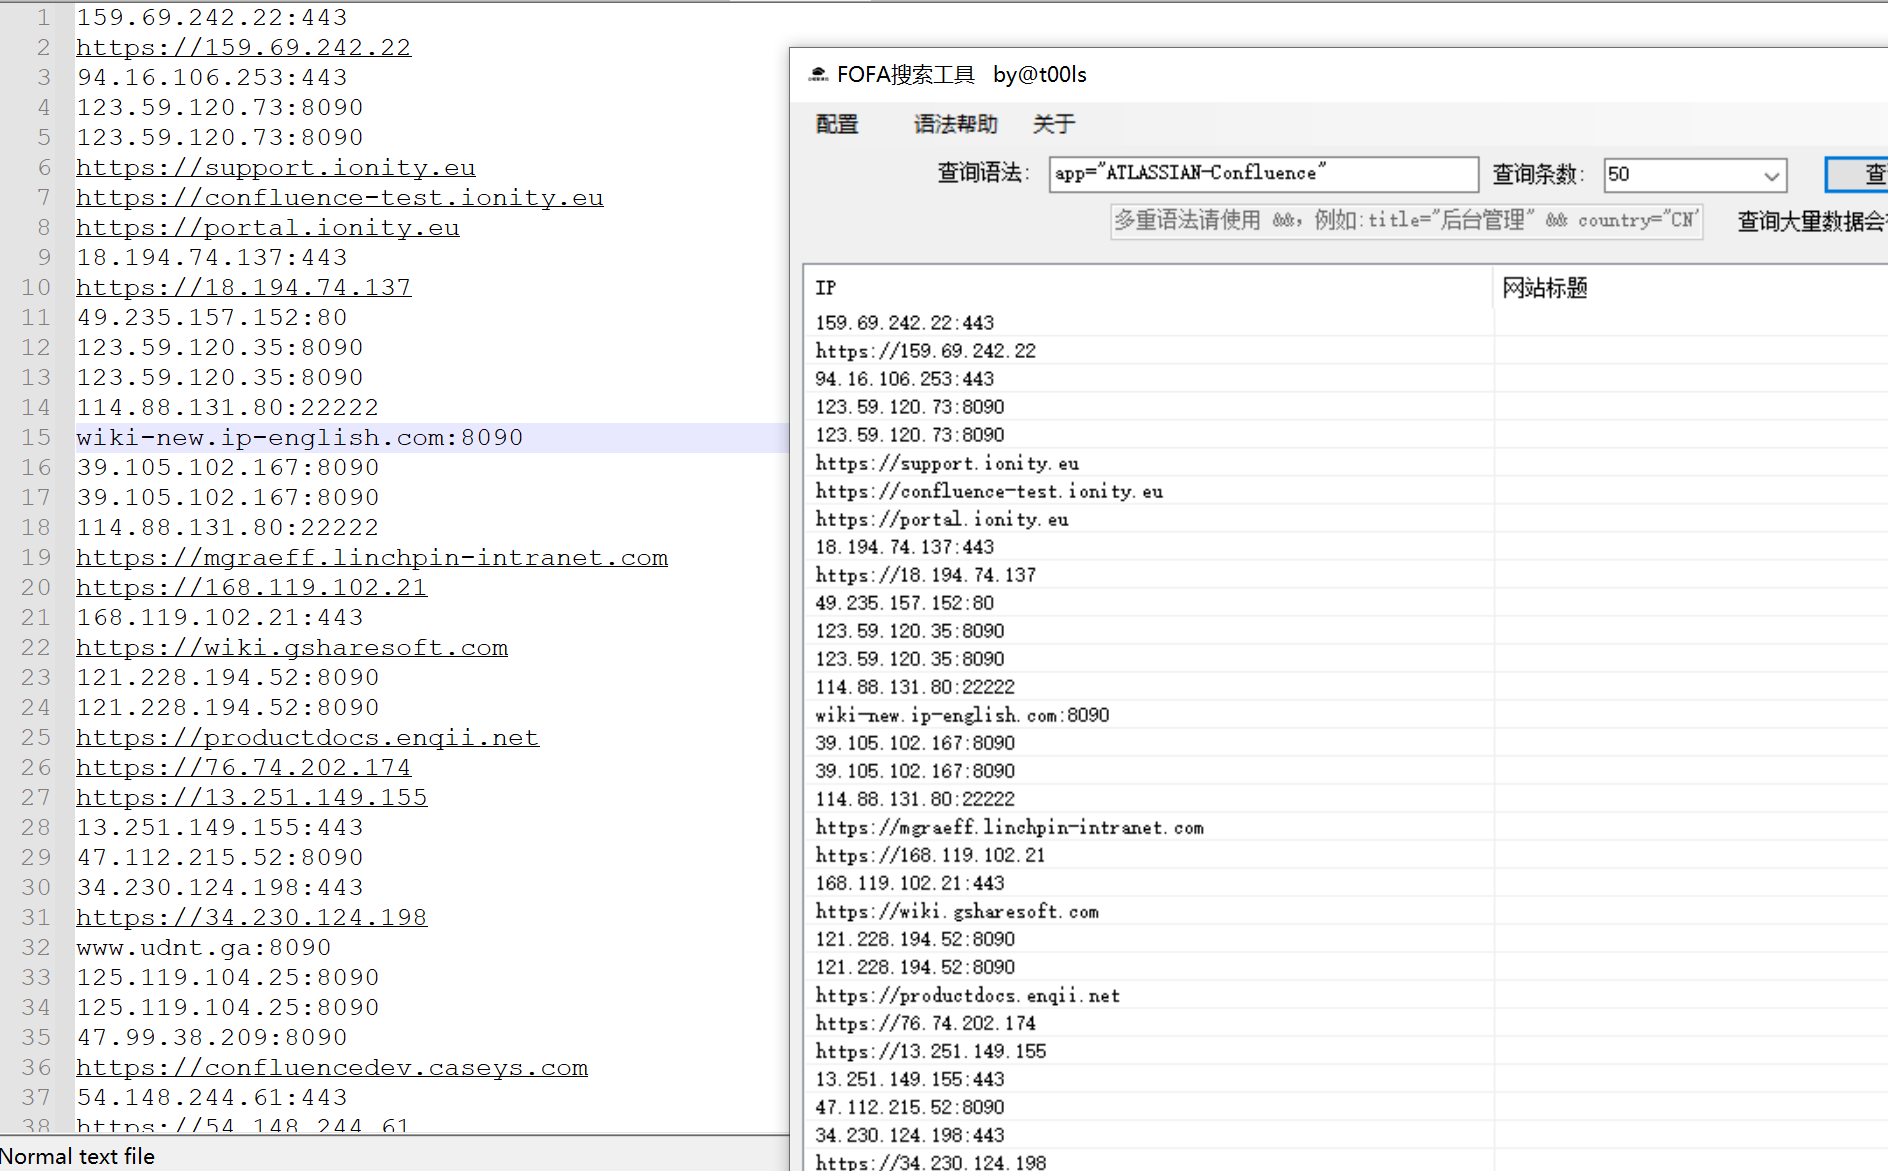 1 159.69.242.22:443
2 https://159.69.242.22
3 94.16.106.253:443
4 123.59.120.73:8090
5 123.59.120.73:8090
6 https://support.ionity.eu
7 https://confluence-test.ionity.eu
8 https://portal.ionity.eu
9 18.194.74.137:443
10 https://18.194.74.137
11 49.235.157.152:80
12 123.59.120.35:8090
13 123.59.120.35:8090
14 114.88.131.80:22222
15 wiki-new.ip-english.com:8090
16 39.105.102.167:8090
17 39.105.102.167:8090
18 114.88.131.80:22222
19 https://mgraeff.linchpin-intranet.com
20 https://168.119.102.21
21 168.119.102.21:443
22 https://wiki.gsharesoft.com
23 121.228.194.52:8090
24 121.228.194.52:8090
25 https://productdocs.enqii.net
26 https://76.74.202.174
27 https://13.251.149.155
28 13.251.149.155:443
29 47.112.215.52:8090
30 34.230.124.198:443
31 https://34.230.124.198
32 www.udnt.ga:8090
33 125.119.104.25:8090
34 125.119.104.25:8090
35 47.99.38.209:8090
36 https://confluencedev.caseys.com
37 54.148.244.61:443
38 https://54.148.244.61
Normal text file
FOFA搜索工具 by@t00ls
配置 语法帮助 关于
查询语法: app="ATLASSIAN-Confluence" 查询条数: 50 查
多重语法请使用 &&, 例如:title="后台管理" && country="CN" 查询大量数据会
IP 网站标题
159.69.242.22:443
https://159.69.242.22
94.16.106.253:443
123.59.120.73:8090
123.59.120.73:8090
https://support.ionity.eu
https://confluence-test.ionity.eu
https://portal.ionity.eu
18.194.74.137:443
https://18.194.74.137
49.235.157.152:80
123.59.120.35:8090
123.59.120.35:8090
114.88.131.80:22222
wiki-new.ip-english.com:8090
39.105.102.167:8090
39.105.102.167:8090
114.88.131.80:22222
https://mgraeff.linchpin-intranet.com
https://168.119.102.21
168.119.102.21:443
https://wiki.gsharesoft.com
121.228.194.52:8090
121.228.194.52:8090
https://productdocs.enqii.net
https://76.74.202.174
https://13.251.149.155
13.251.149.155:443
47.112.215.52:8090
34.230.124.198:443
https://34.230.124.198